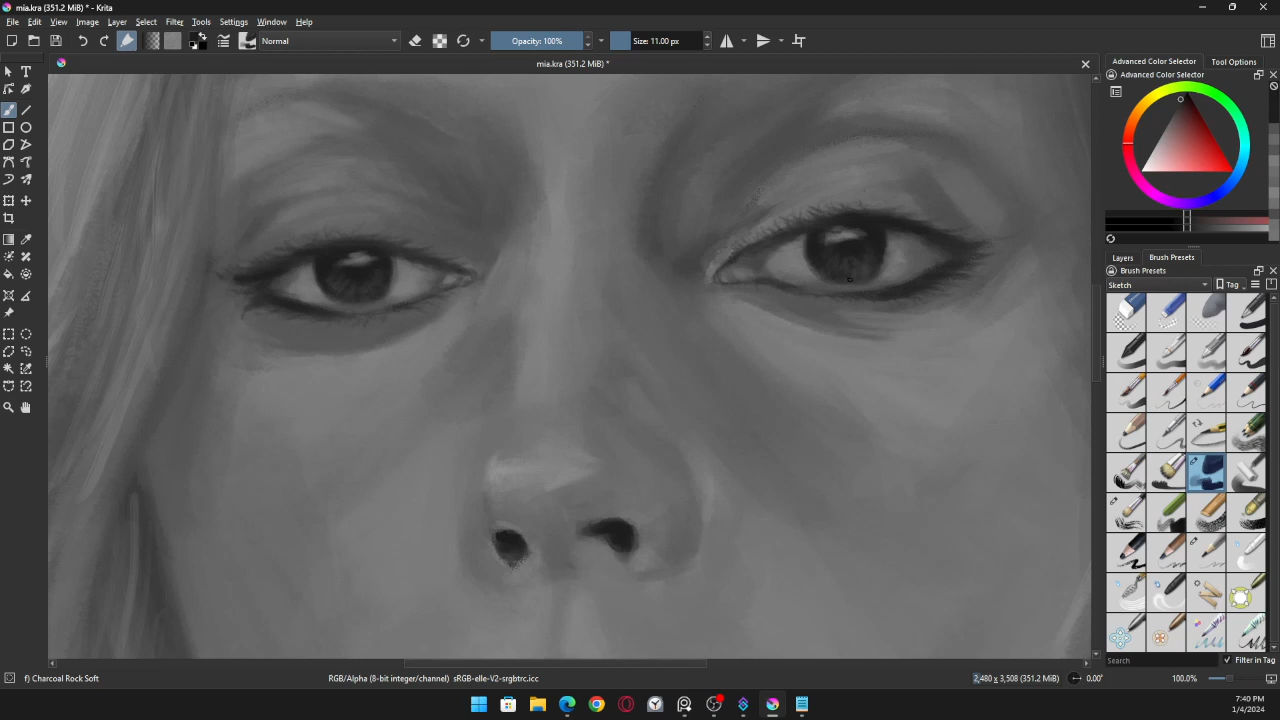 mia.kra (351.2 MiB) * - Krita
File Edit View Image Layer Select Filter Tools Settings Window Help
Normal Opacity: 100% Size: 11.00 px
mia.kra (351.2 MiB) *
Advanced Color Selector Tool Options
Advanced Color Selector
Layers Brush Presets
Brush Presets
Sketch Tag
Search Filter in Tag
f) Charcoal Rock Soft RGB/Alpha (8-bit integer/channel) sRGB-elle-V2-srgbtrc.icc 2,480 x 3,508 (351.2 MiB) 0.00° 100.0%
7:40 PM
1/4/2024